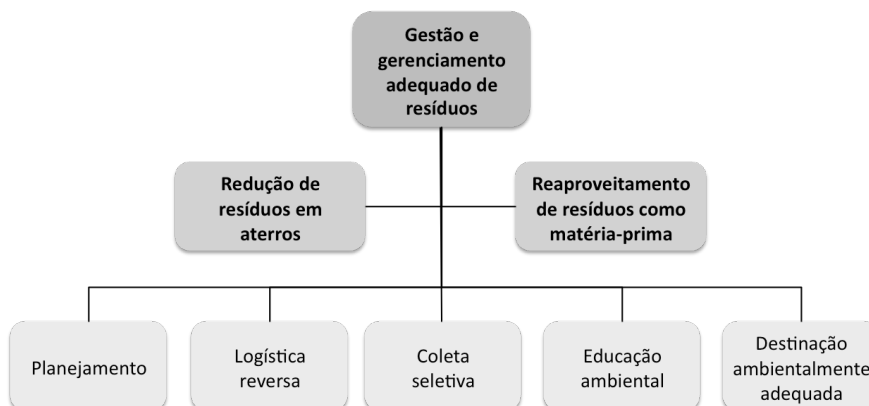 Gestão e
gerenciamento
adequado de
resíduos
Redução de
resíduos em
aterros
Reaproveitamento
de resíduos como
matéria-prima
Planejamento
Logística
reversa
Coleta
seletiva
Educação
ambiental
Destinação
ambientalmente
adequada